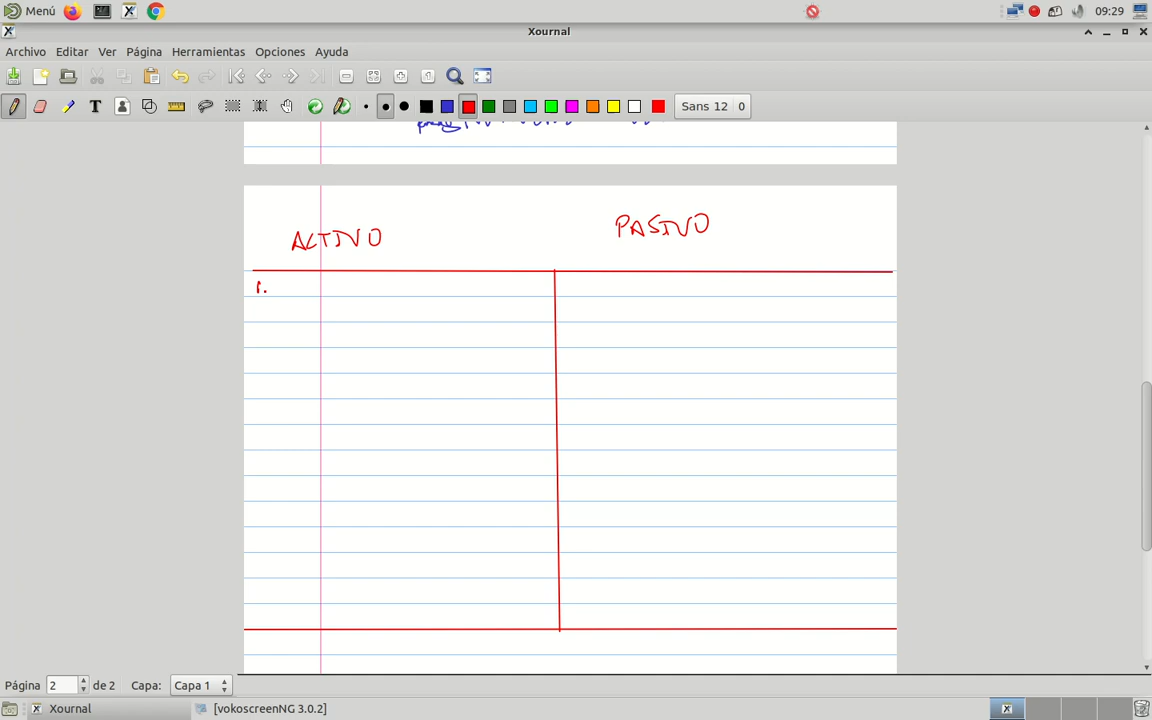 Menú
09:29
Xournal
Archivo Editar Ver Página Herramientas Opciones Ayuda
Sans 12 0
ACTIVO
PASIVO
1.
Página 2 de 2 Capa: Capa 1
Xournal
[vokoscreenNG 3.0.2]